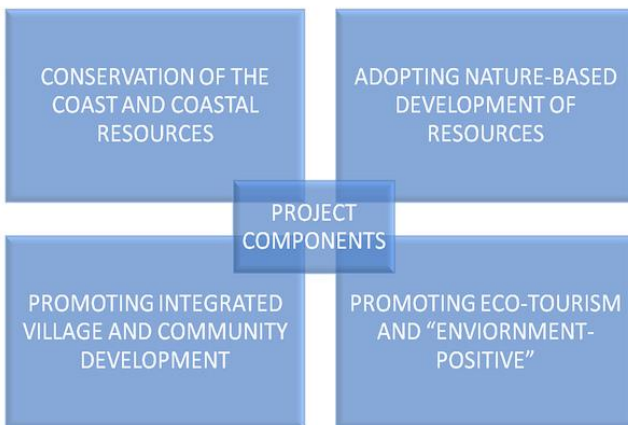 CONSERVATION OF THE
COAST AND COASTAL
RESOURCES
ADOPTING NATURE-BASED
DEVELOPMENT OF
RESOURCES
PROJECT
COMPONENTS
PROMOTING INTEGRATED
VILLAGE AND COMMUNITY
DEVELOPMENT
PROMOTING ECO-TOURISM
AND “ENVIORNMENT-
POSITIVE”